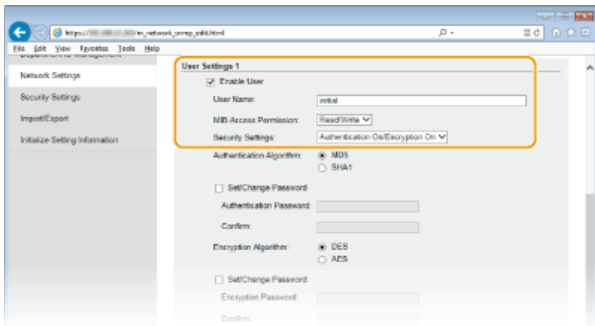 https://
/m_network_snmp_edit.html
File Edit View Favorites Tools Help
User Settings 1
Network Settings
Enable User
Security Settings
User Name: initial
Import/Export
MIB Access Permission: Read/Write
Initialize Setting Information
Security Settings: Authentication On/Encryption On
Authentication Algorithm: MD5
SHA1
Set/Change Password
Authentication Password:
Confirm:
Encryption Algorithm: DES
AES
Set/Change Password
Encryption Password:
Confirm: